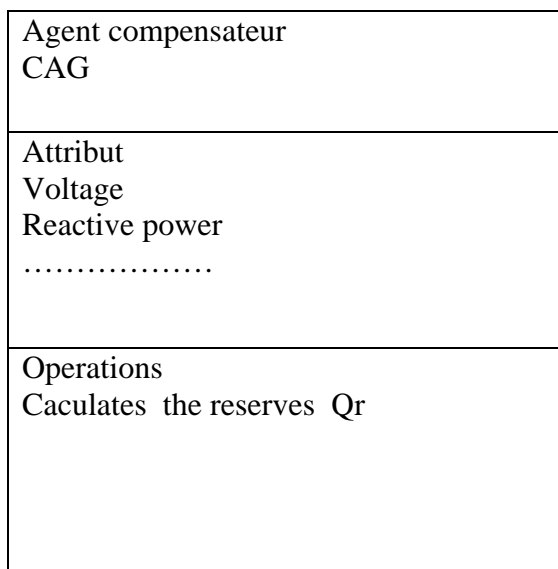 Agent compensateur
CAG
Attribut
Voltage
Reactive power
………………
Operations
Caculates the reserves Qr